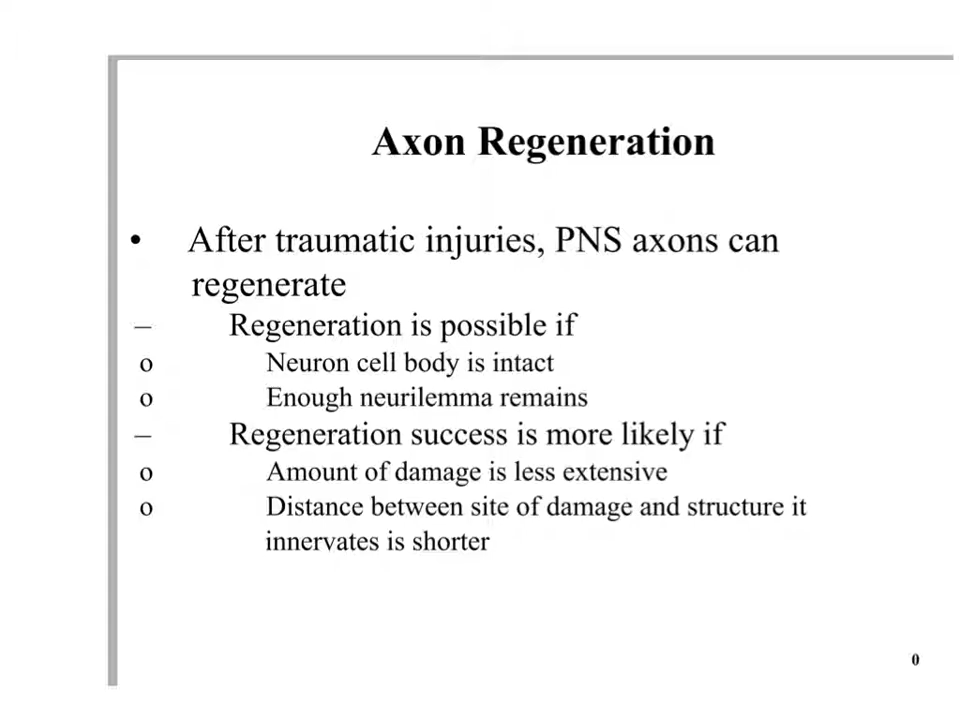 Axon Regeneration
• After traumatic injuries, PNS axons can
regenerate
– Regeneration is possible if
o Neuron cell body is intact
o Enough neurilemma remains
– Regeneration success is more likely if
o Amount of damage is less extensive
o Distance between site of damage and structure it
innervates is shorter
0